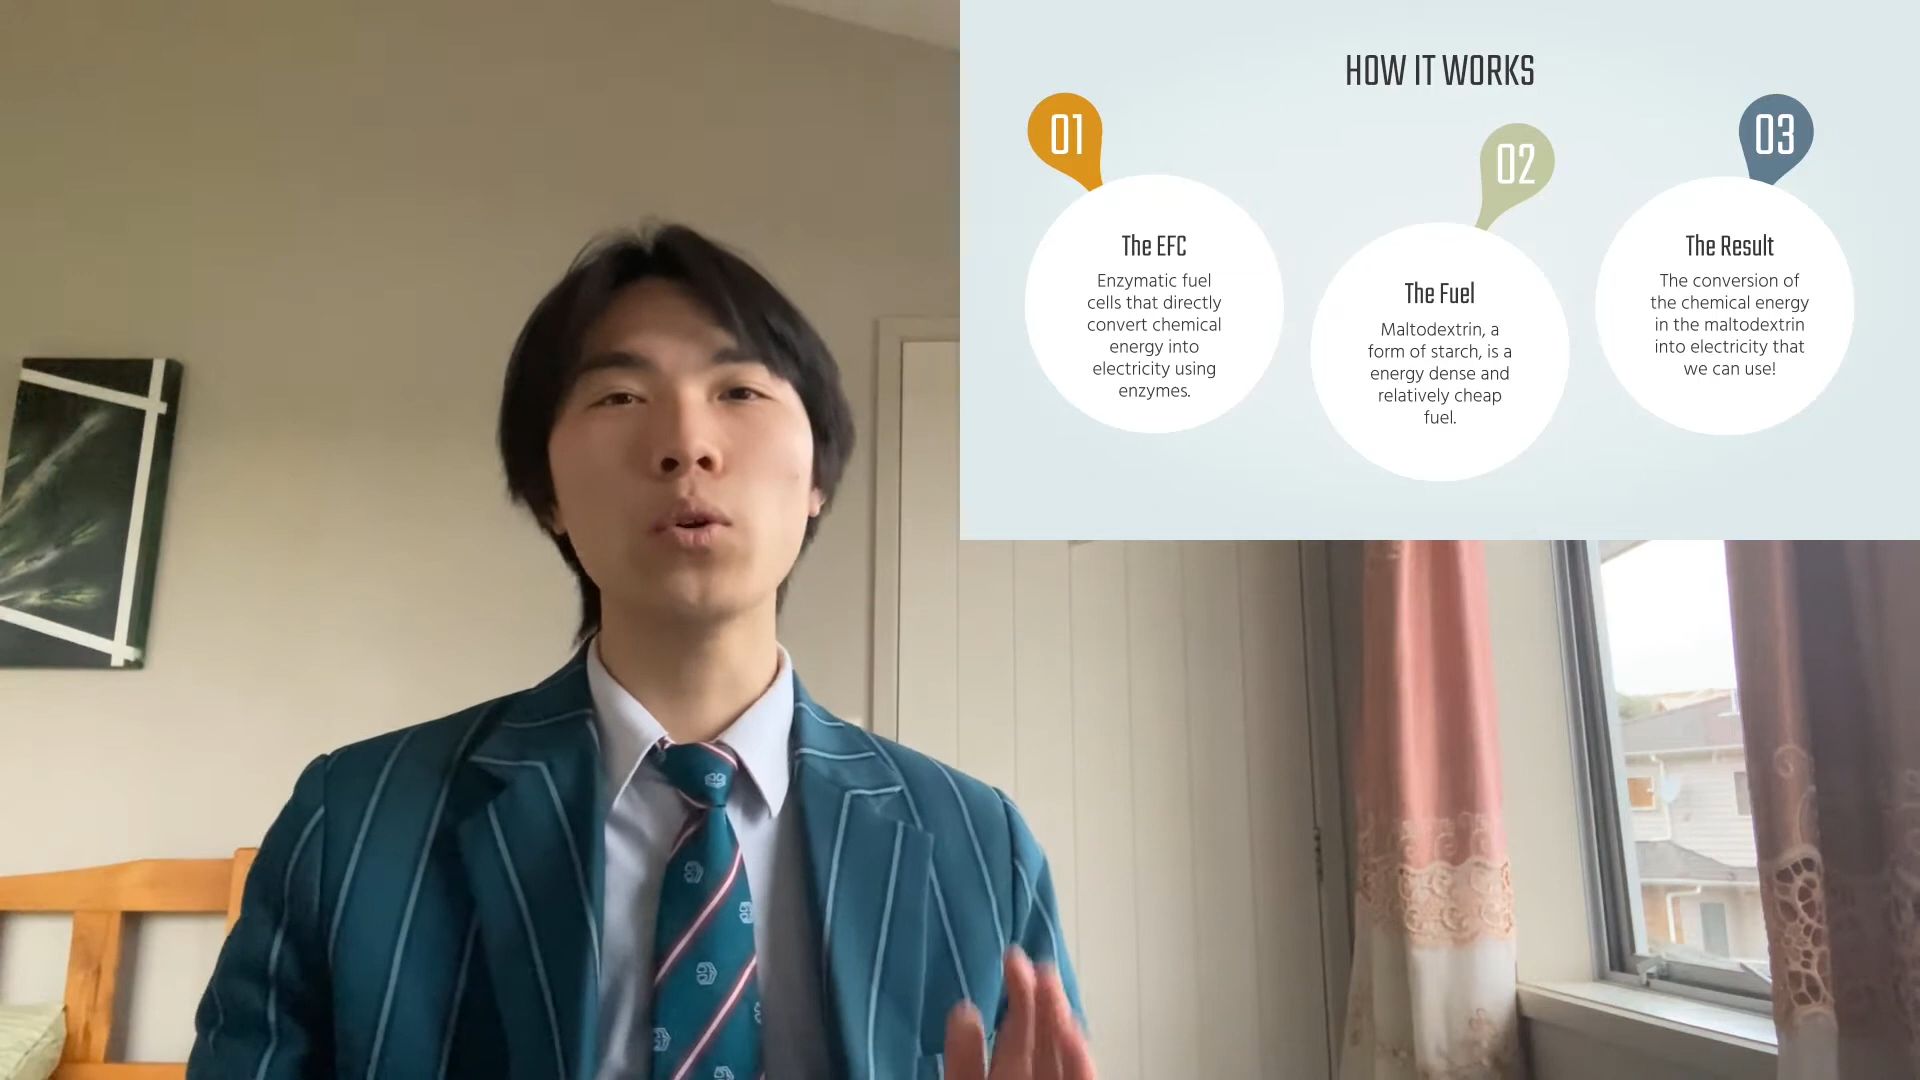 HOW IT WORKS
01
The EFC
Enzymatic fuel
cells that directly
convert chemical
energy into
electricity using
enzymes.
02
The Fuel
Maltodextrin, a
form of starch, is a
energy dense and
relatively cheap
fuel.
03
The Result
The conversion of
the chemical energy
in the maltodextrin
into electricity that
we can use!